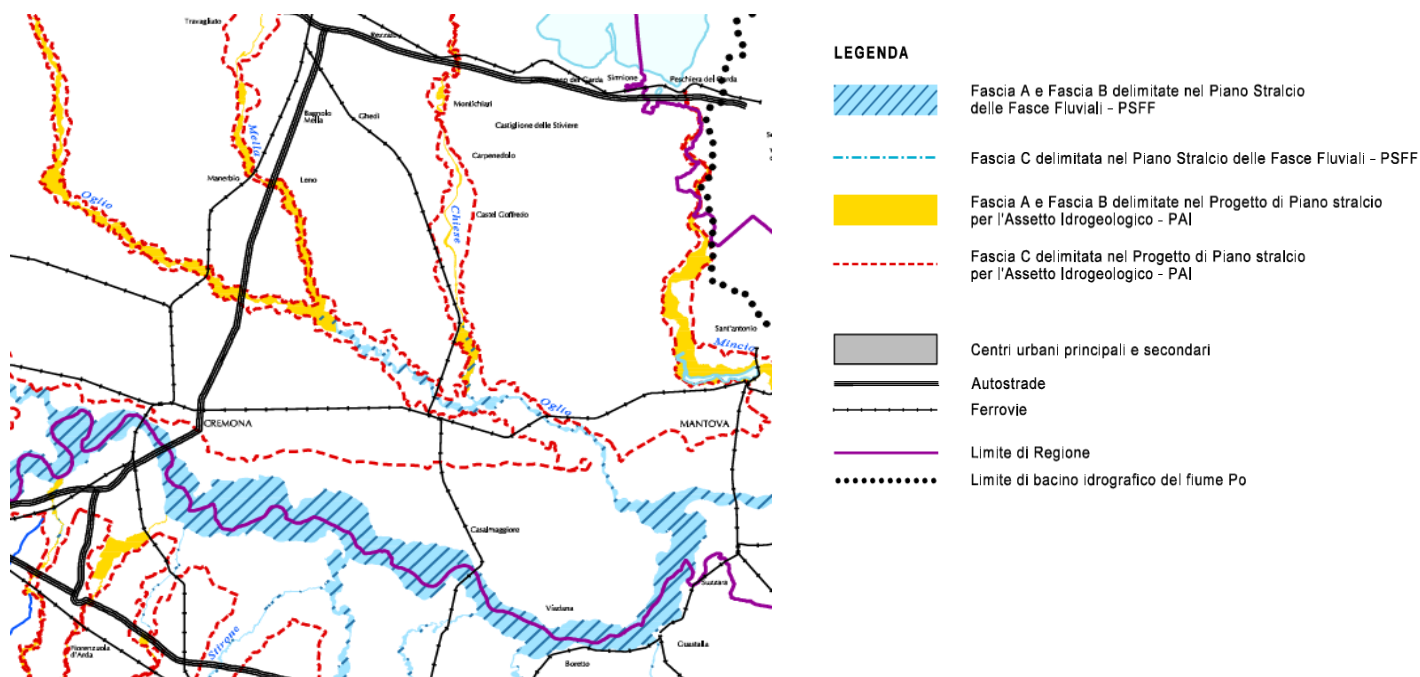 Travagliato
Rezzato
Sirmione
Peschiera del Garda
Montichiari
Bagnolo
Mella
Ghedi
Castiglione delle Stiviere
Mella
Carpenedolo
Manerbio
Leno
Oglio
Chiese
Castel Goffredo
Sant'antonio
Mincio
Oglio
CREMONA
MANTOVA
Casalmaggiore
Suzzara
Viadana
Stirone
Fiorenzuola
d'Arda
Guastalla
Boretto
LEGENDA
Fascia A e Fascia B delimitate nel Piano Stralcio
delle Fasce Fluviali - PSFF
Fascia C delimitata nel Piano Stralcio delle Fasce Fluviali - PSFF
Fascia A e Fascia B delimitate nel Progetto di Piano stralcio
per l'Assetto Idrogeologico - PAI
Fascia C delimitata nel Progetto di Piano stralcio
per l'Assetto Idrogeologico - PAI
Centri urbani principali e secondari
Autostrade
Ferrovie
Limite di Regione
Limite di bacino idrografico del fiume Po